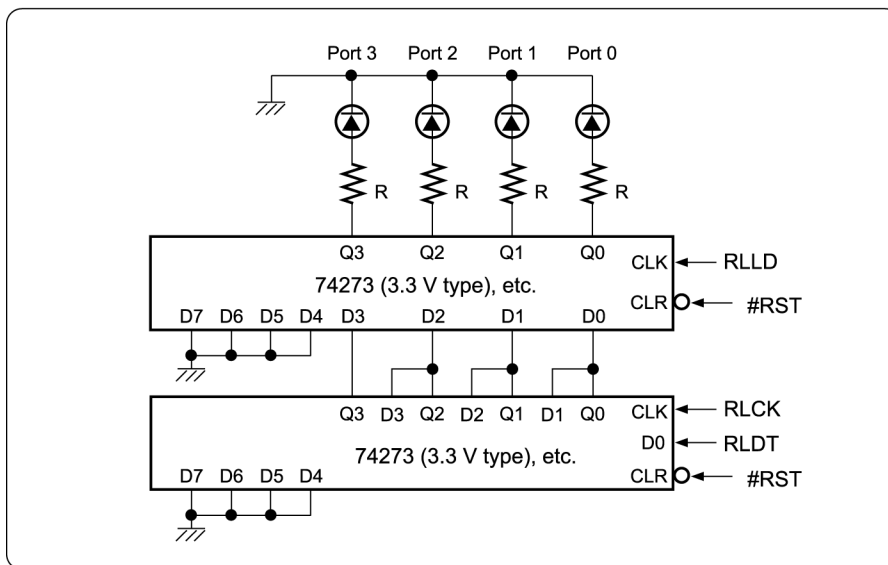 Port 3 Port 2 Port 1 Port 0
R R R R
Q3 Q2 Q1 Q0
CLK RLLD
74273 (3.3 V type), etc.
CLR #RST
D7 D6 D5 D4 D3 D2 D1 D0
Q3 D3 Q2 D2 Q1 D1 Q0 CLK RLCK
D0 RLDT
74273 (3.3 V type), etc.
D7 D6 D5 D4 CLR #RST